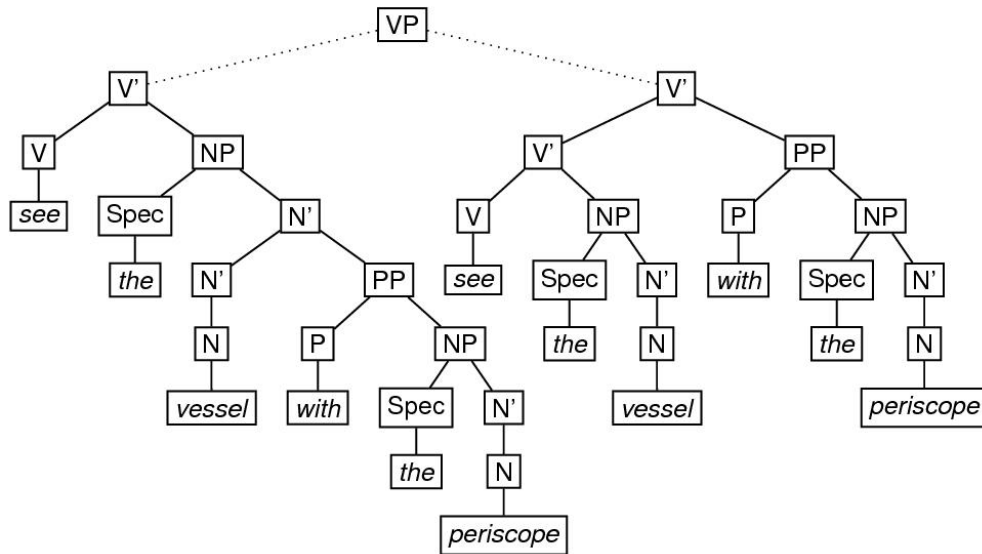 VP
V' V'
V NP V' PP
see Spec N' V NP P NP
the N' PP see Spec N' with Spec N'
N P NP the N the N
vessel with Spec N' vessel periscope
the N
periscope